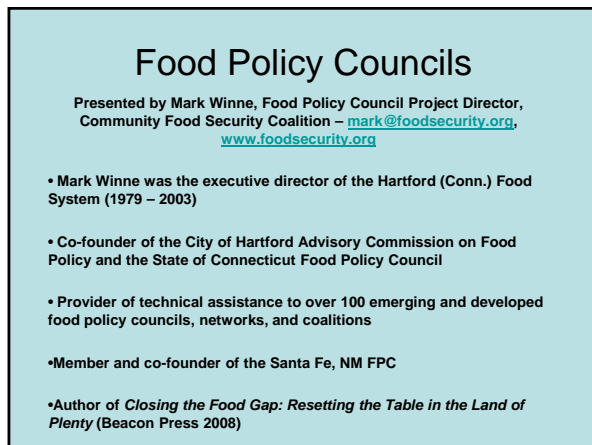 Food Policy Councils
Presented by Mark Winne, Food Policy Council Project Director,
Community Food Security Coalition – mark@foodsecurity.org,
www.foodsecurity.org
• Mark Winne was the executive director of the Hartford (Conn.) Food
System (1979 – 2003)
• Co-founder of the City of Hartford Advisory Commission on Food
Policy and the State of Connecticut Food Policy Council
• Provider of technical assistance to over 100 emerging and developed
food policy councils, networks, and coalitions
•Member and co-founder of the Santa Fe, NM FPC
•Author of Closing the Food Gap: Resetting the Table in the Land of
Plenty (Beacon Press 2008)